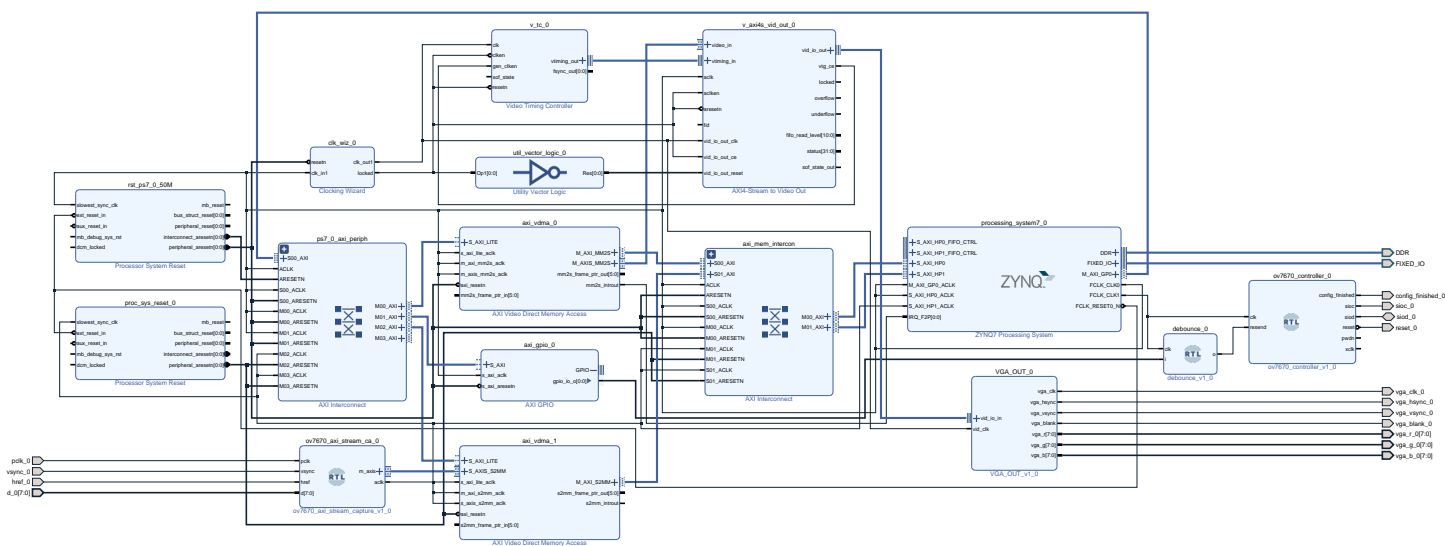 v_tc_0
clk
clken
gen_clken
sof_state
resetn
vtiming_out
fsync_out[0:0]
Video Timing Controller
v_axi4s_vid_out_0
video_in
vtiming_in
aclk
aclken
aresetn
fid
vid_io_out_clk
vid_io_out_ce
vid_io_out_reset
vid_io_out
vtg_ce
locked
overflow
underflow
fifo_read_level[10:0]
status[31:0]
sof_state_out
AXI4-Stream to Video Out
clk_wiz_0
resetn
clk_in1
clk_out1
locked
Clocking Wizard
util_vector_logic_0
Op1[0:0]
Res[0:0]
Utility Vector Logic
rst_ps7_0_50M
slowest_sync_clk
ext_reset_in
aux_reset_in
mb_debug_sys_rst
dcm_locked
mb_reset
bus_struct_reset[0:0]
peripheral_reset[0:0]
interconnect_aresetn[0:0]
peripheral_aresetn[0:0]
Processor System Reset
proc_sys_reset_0
slowest_sync_clk
ext_reset_in
aux_reset_in
mb_debug_sys_rst
dcm_locked
mb_reset
bus_struct_reset[0:0]
peripheral_reset[0:0]
interconnect_aresetn[0:0]
peripheral_aresetn[0:0]
Processor System Reset
ps7_0_axi_periph
S00_AXI
ACLK
ARESETN
S00_ACLK
S00_ARESETN
M00_ACLK
M00_ARESETN
M01_ACLK
M01_ARESETN
M02_ACLK
M02_ARESETN
M03_ACLK
M03_ARESETN
M00_AXI
M01_AXI
M02_AXI
M03_AXI
AXI Interconnect
axi_vdma_0
S_AXI_LITE
s_axi_lite_aclk
m_axi_mm2s_aclk
m_axis_mm2s_aclk
axi_resetn
mm2s_frame_ptr_in[5:0]
M_AXI_MM2S
M_AXIS_MM2S
mm2s_frame_ptr_out[5:0]
mm2s_introut
AXI Video Direct Memory Access
axi_gpio_0
S_AXI
s_axi_aclk
s_axi_aresetn
GPIO
gpio_io_o[0:0]
AXI GPIO
axi_mem_intercon
S00_AXI
S01_AXI
ACLK
ARESETN
S00_ACLK
S00_ARESETN
M00_ACLK
M00_ARESETN
M01_ACLK
M01_ARESETN
S01_ACLK
S01_ARESETN
M00_AXI
M01_AXI
AXI Interconnect
processing_system7_0
S_AXI_HP0_FIFO_CTRL
S_AXI_HP1_FIFO_CTRL
S_AXI_HP0
S_AXI_HP1
M_AXI_GP0_ACLK
S_AXI_HP0_ACLK
S_AXI_HP1_ACLK
IRQ_F2P[0:0]
ZYNQ
DDR
FIXED_IO
M_AXI_GP0
FCLK_CLK0
FCLK_CLK1
FCLK_RESET0_N
ZYNQ7 Processing System
DDR
FIXED_IO
ov7670_controller_0
clk
resend
RTL
config_finished
sioc
siod
reset
pwdn
xclk
ov7670_controller_v1_0
config_finished_0
sioc_0
siod_0
reset_0
debounce_0
clk
i
RTL
o
debounce_v1_0
VGA_OUT_0
vid_io_in
vid_clk
vga_clk
vga_hsync
vga_vsync
vga_blank
vga_r[7:0]
vga_g[7:0]
vga_b[7:0]
VGA_OUT_v1_0
vga_clk_0
vga_hsync_0
vga_vsync_0
vga_blank_0
vga_r_0[7:0]
vga_g_0[7:0]
vga_b_0[7:0]
pclk_0
vsync_0
href_0
d_0[7:0]
ov7670_axi_stream_ca_0
pclk
vsync
href
d[7:0]
RTL
m_axis
aclk
ov7670_axi_stream_capture_v1_0
axi_vdma_1
S_AXI_LITE
S_AXIS_S2MM
s_axi_lite_aclk
m_axi_s2mm_aclk
s_axis_s2mm_aclk
axi_resetn
s2mm_frame_ptr_in[5:0]
M_AXI_S2MM
s2mm_frame_ptr_out[5:0]
s2mm_introut
AXI Video Direct Memory Access